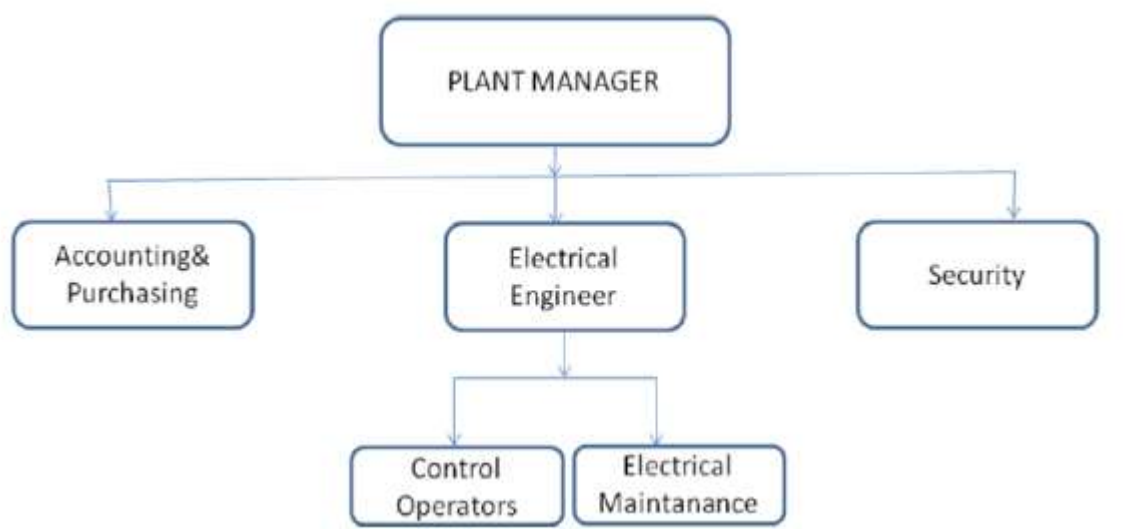 PLANT MANAGER
Accounting&
Purchasing
Electrical
Engineer
Security
Control
Operators
Electrical
Maintanance